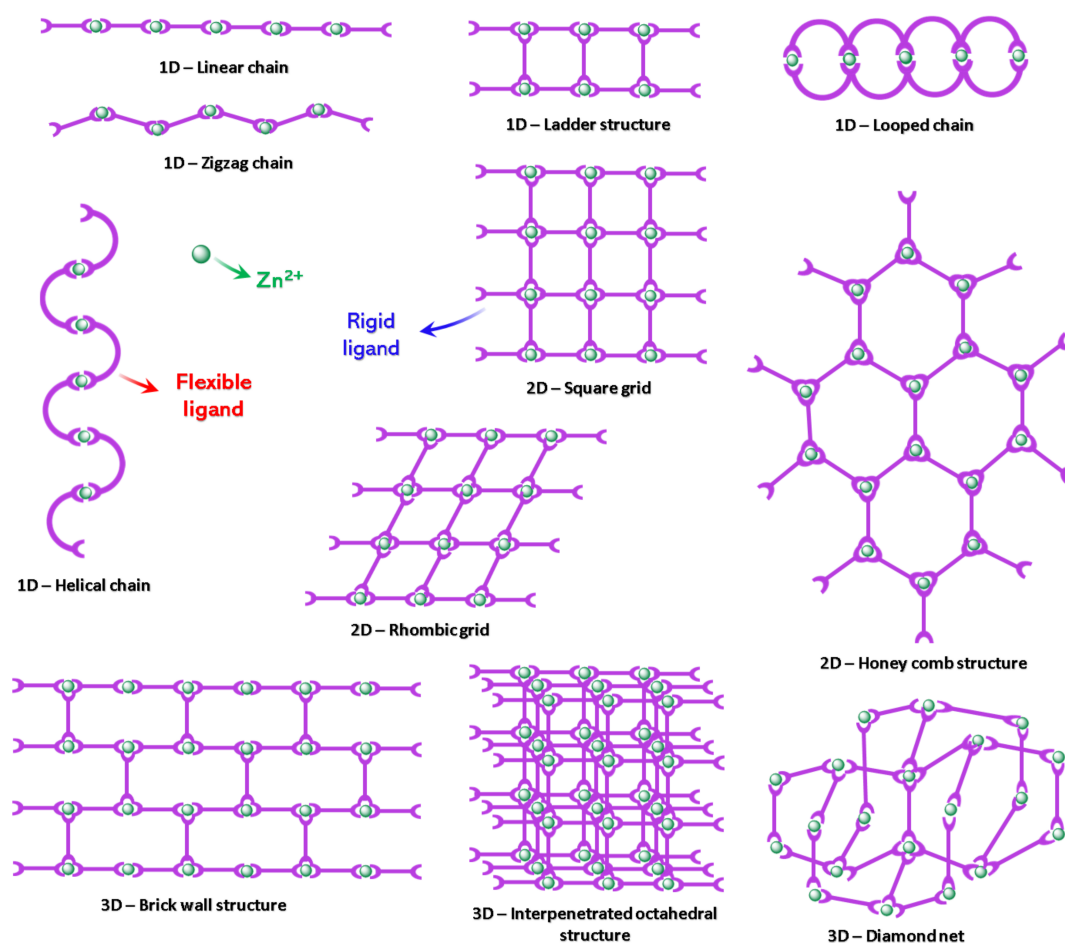 1D – Linear chain
1D – Ladder structure
1D – Looped chain
1D – Zigzag chain
Zn²⁺
Rigid
ligand
Flexible
ligand
2D – Square grid
1D – Helical chain
2D – Rhombic grid
2D – Honey comb structure
3D – Brick wall structure
3D – Interpenetrated octahedral
structure
3D – Diamond net